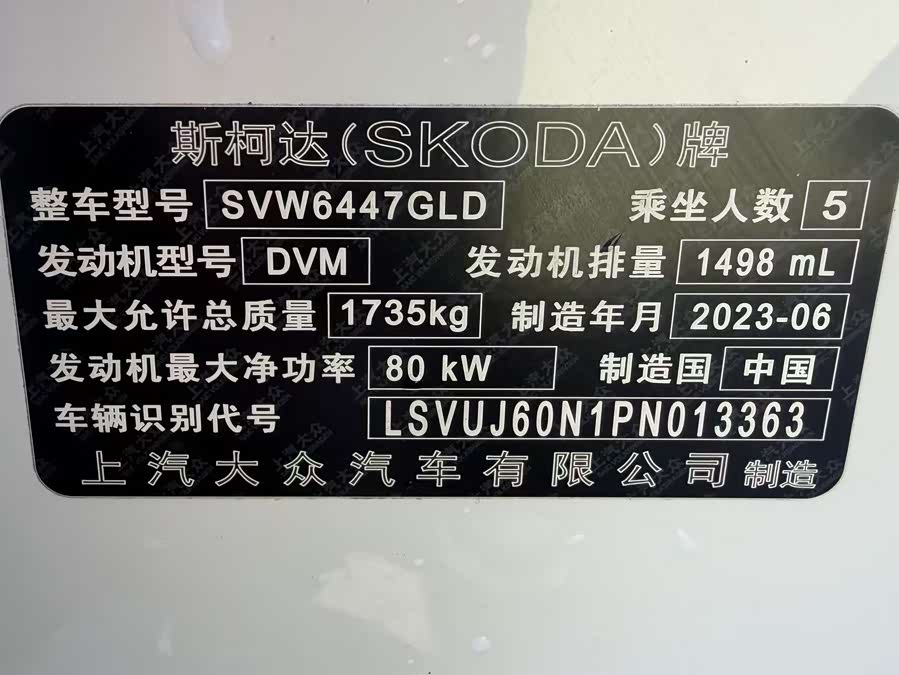 斯柯达(SKODA)牌
整车型号 SVW6447GLD 乘坐人数 5
发动机型号 DVM 发动机排量 1498 mL
最大允许总质量 1735kg 制造年月 2023-06
发动机最大净功率 80 kW 制造国 中国
车辆识别代号 LSVUJ60N1PN013363
上汽大众汽车有限公司 制造